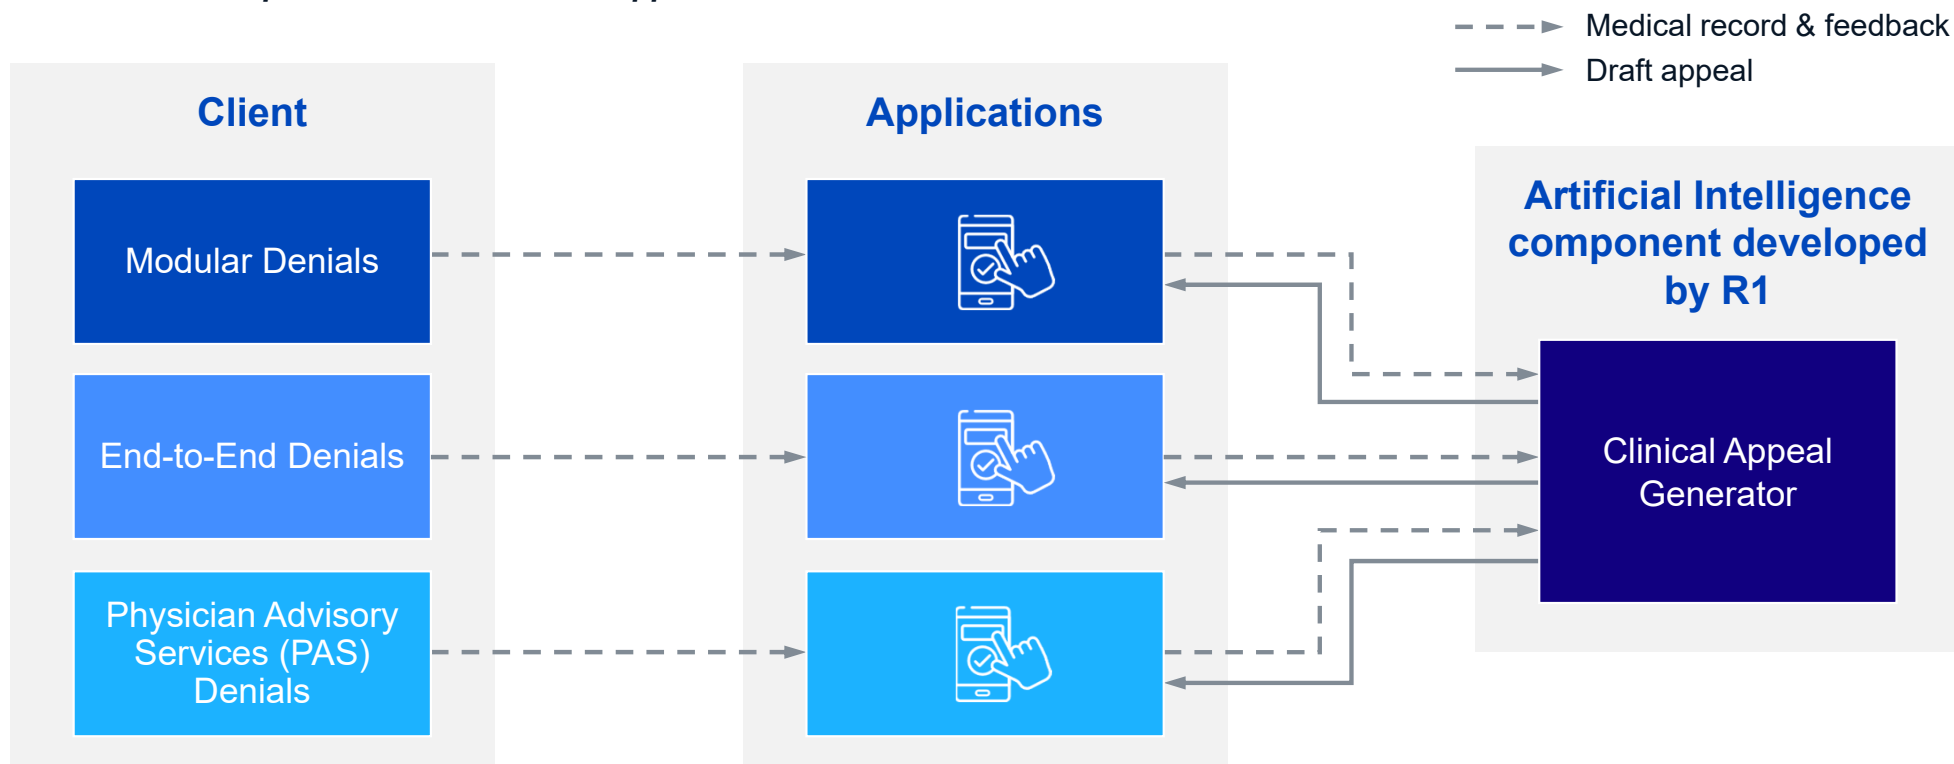 Medical record & feedback
Draft appeal
Client
Applications
Artificial Intelligence
component developed
by R1
Modular Denials
End-to-End Denials
Physician Advisory
Services (PAS)
Denials
Clinical Appeal
Generator